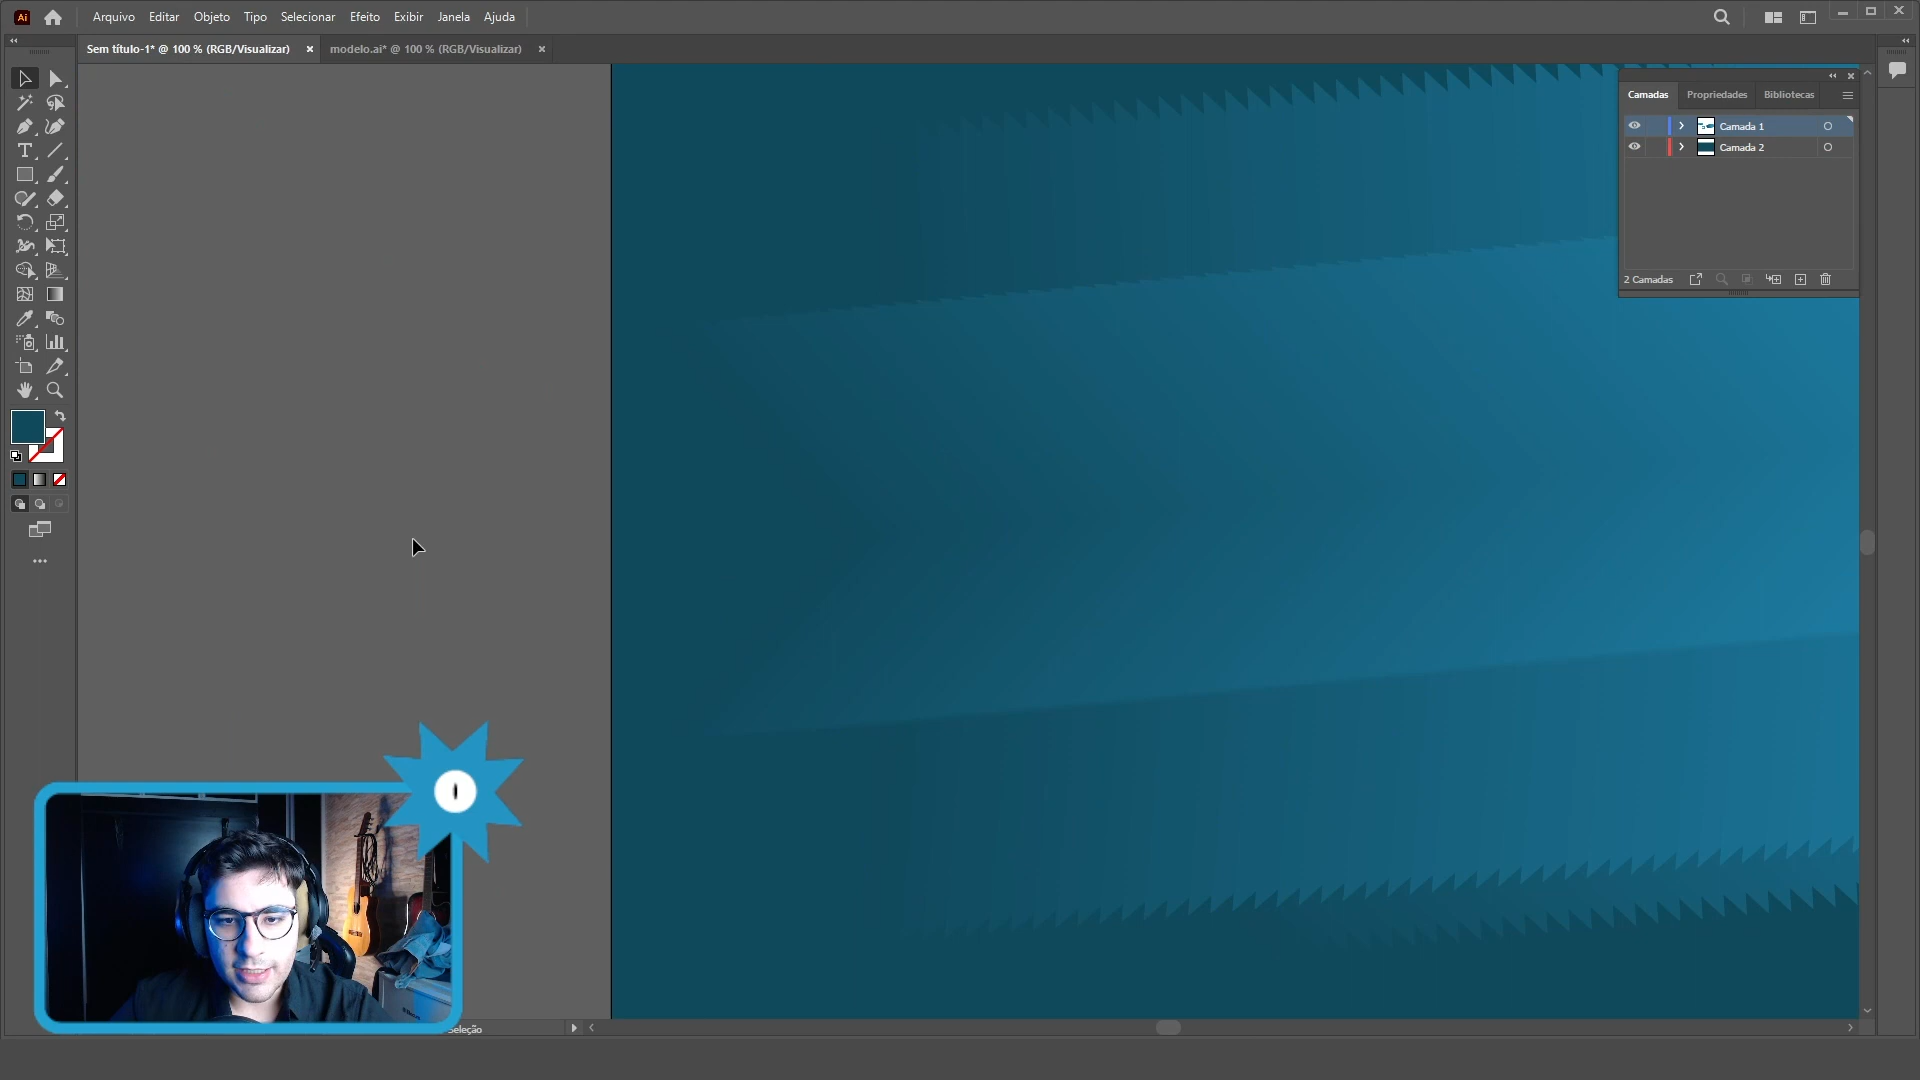 Ai
Arquivo Editar Objeto Tipo Selecionar Efeito Exibir Janela Ajuda
Sem título-1* @ 100 % (RGB/Visualizar)
modelo.ai* @ 100 % (RGB/Visualizar)
Camadas Propriedades Bibliotecas
Camada 1
Camada 2
2 Camadas
Seleção